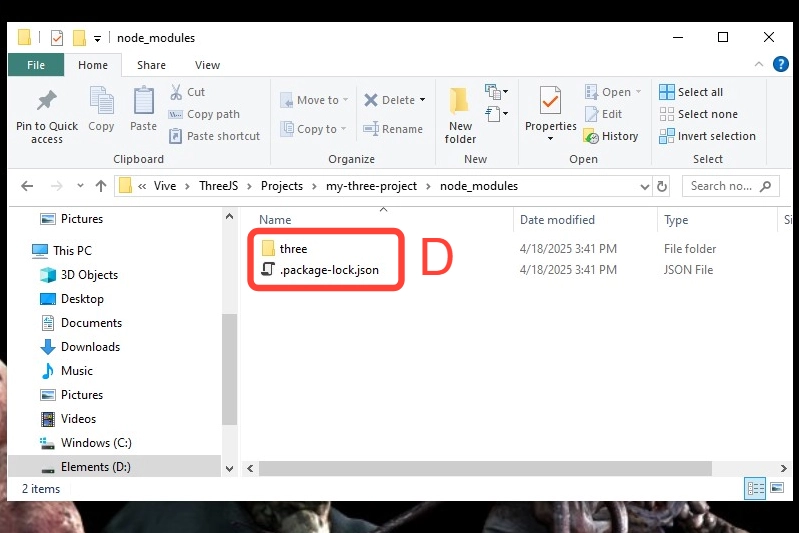 node_modules
File Home Share View
Pin to Quick access
Copy
Paste
Cut
Copy path
Paste shortcut
Clipboard
Move to
Copy to
Delete
Rename
Organize
New folder
New
Properties
Open
Edit
History
Open
Select all
Select none
Invert selection
Select
« Vive > ThreeJS > Projects > my-three-project > node_modules
Search no...
Pictures
This PC
3D Objects
Desktop
Documents
Downloads
Music
Pictures
Videos
Windows (C:)
Elements (D:)
Name Date modified Type Si
three 4/18/2025 3:41 PM File folder
.package-lock.json 4/18/2025 3:41 PM JSON File
D
2 items